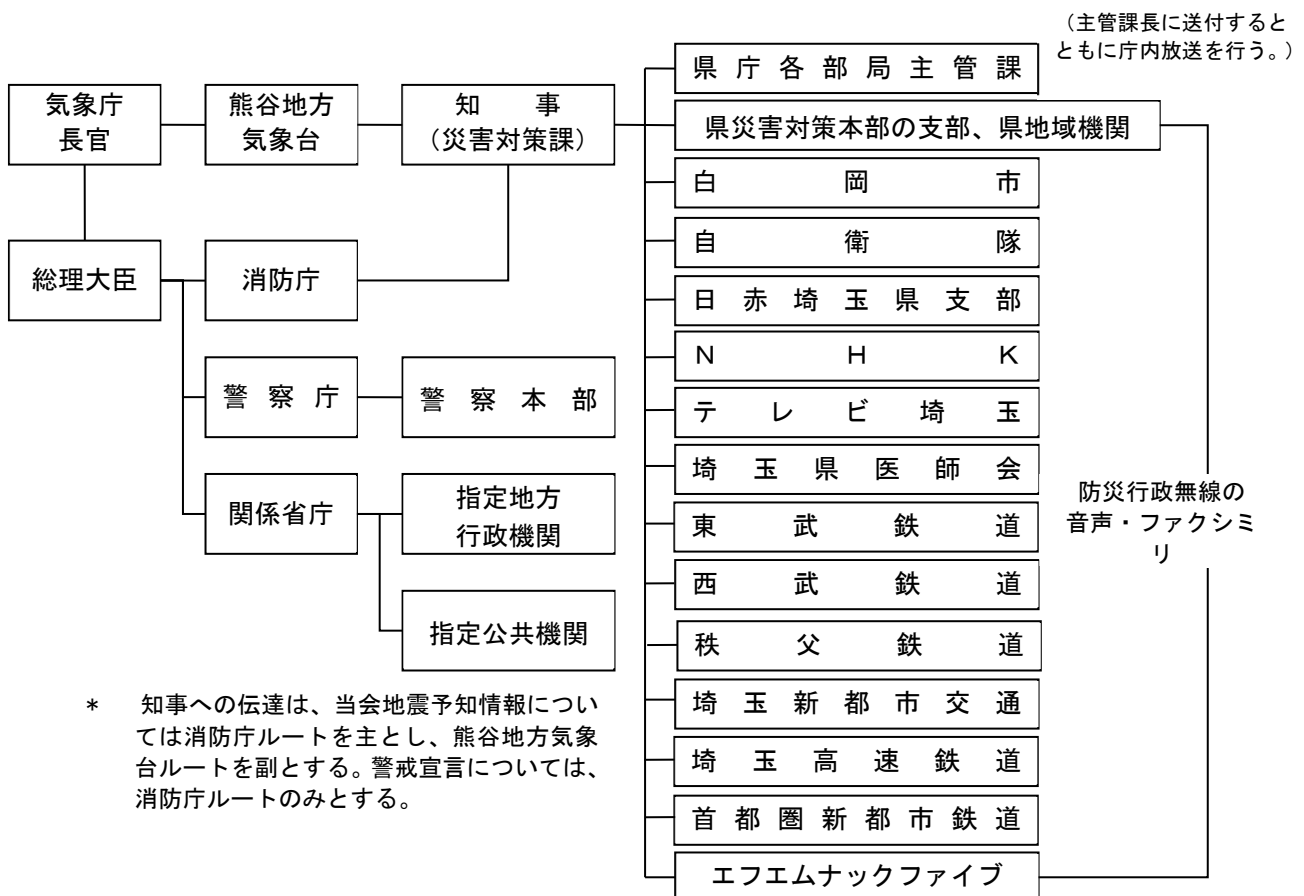 （主管課長に送付すると
ともに庁内放送を行う。）
県庁各部局主管課
気象庁
長官
熊谷地方
気象台
知事
（災害対策課）
県災害対策本部の支部、県地域機関
白岡市
自衛隊
総理大臣
消防庁
日赤埼玉県支部
ＮＨＫ
警察庁
警察本部
テレビ埼玉
埼玉県医師会
関係省庁
指定地方
行政機関
防災行政無線の
音声・ファクシミ
リ
東武鉄道
西武鉄道
指定公共機関
秩父鉄道
埼玉新都市交通
埼玉高速鉄道
首都圏新都市鉄道
エフエムナックファイブ
* 知事への伝達は、当会地震予知情報につい
ては消防庁ルートを主とし、熊谷地方気象
台ルートを副とする。警戒宣言については、
消防庁ルートのみとする。